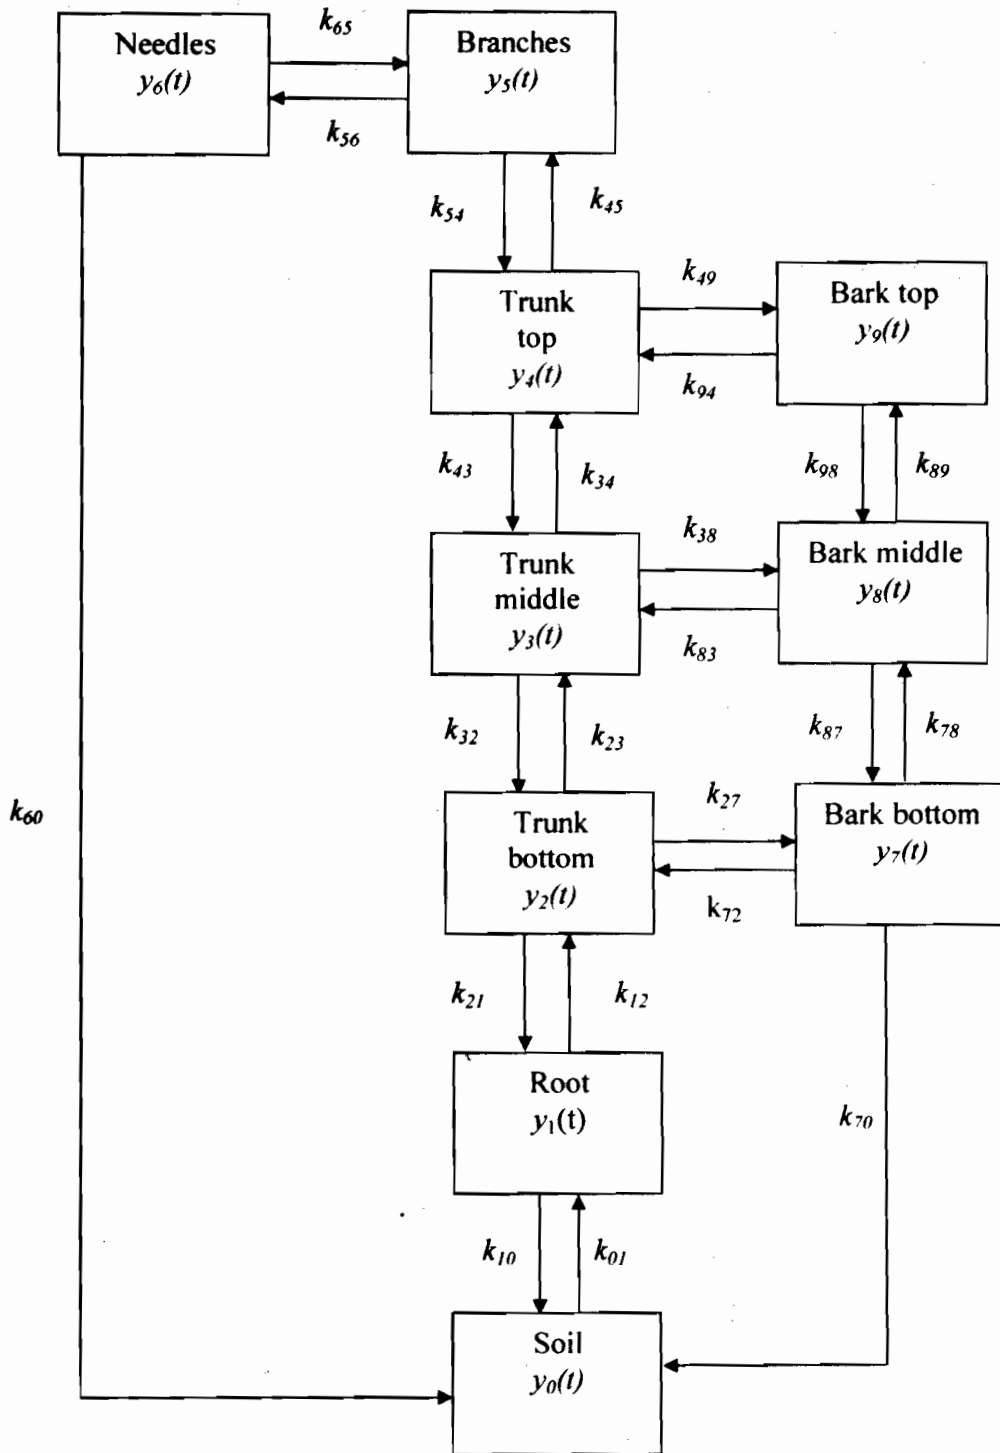 k65
Needles
y6(t)
Branches
y5(t)
k56
k54
k45
k49
Trunk
top
y4(t)
Bark top
y9(t)
k94
k43
k34
k98
k89
k38
Trunk
middle
y3(t)
Bark middle
y8(t)
k83
k32
k23
k87
k78
k60
k27
Trunk
bottom
y2(t)
Bark bottom
y7(t)
k72
k21
k12
Root
y1(t)
k70
k10
k01
Soil
y0(t)